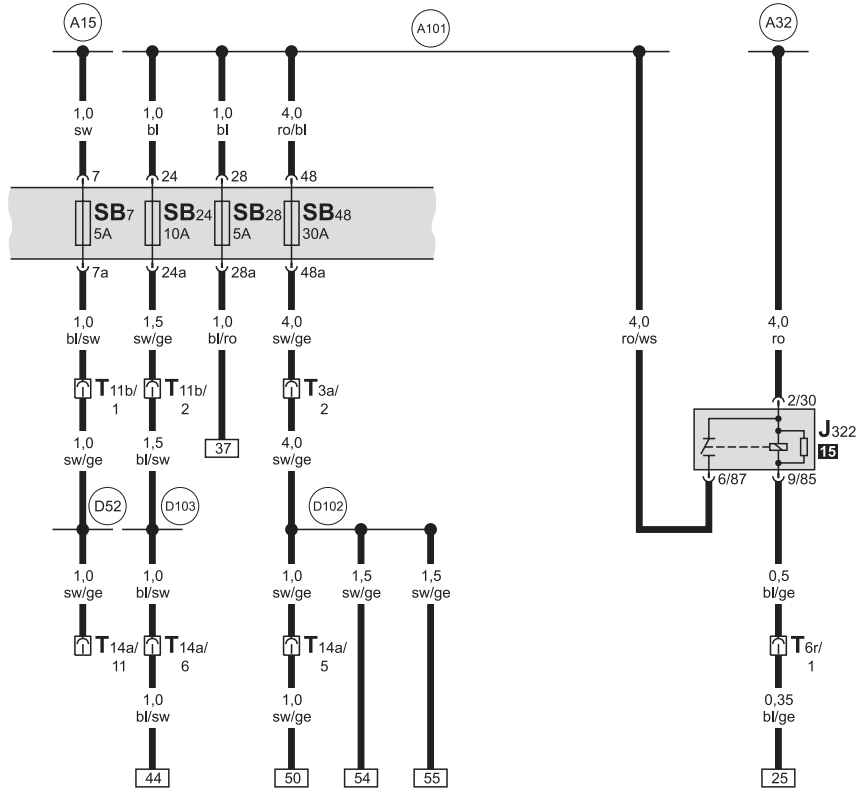 A15
A101
A32
1,0 1,0 1,0 4,0
sw bl bl ro/bl
7 24 28 48
SB7 SB24 SB28 SB48
5A 10A 5A 30A
7a 24a 28a 48a
1,0 1,5 1,0 4,0 4,0 4,0
bl/sw sw/ge bl/ro sw/ge ro/ws ro
T11b/ T11b/ T3a/
1 2 2
2/30
J322
15
1,0 1,5 37 4,0
sw/ge bl/sw sw/ge
6/87 9/85
D52 D103 D102
1,0 1,0 1,0 1,5 1,5 0,5
sw/ge bl/sw sw/ge sw/ge sw/ge bl/ge
T14a/ T14a/ T14a/ T6r/
11 6 5 1
1,0 1,0 0,35
bl/sw sw/ge bl/ge
44 50 54 55 25